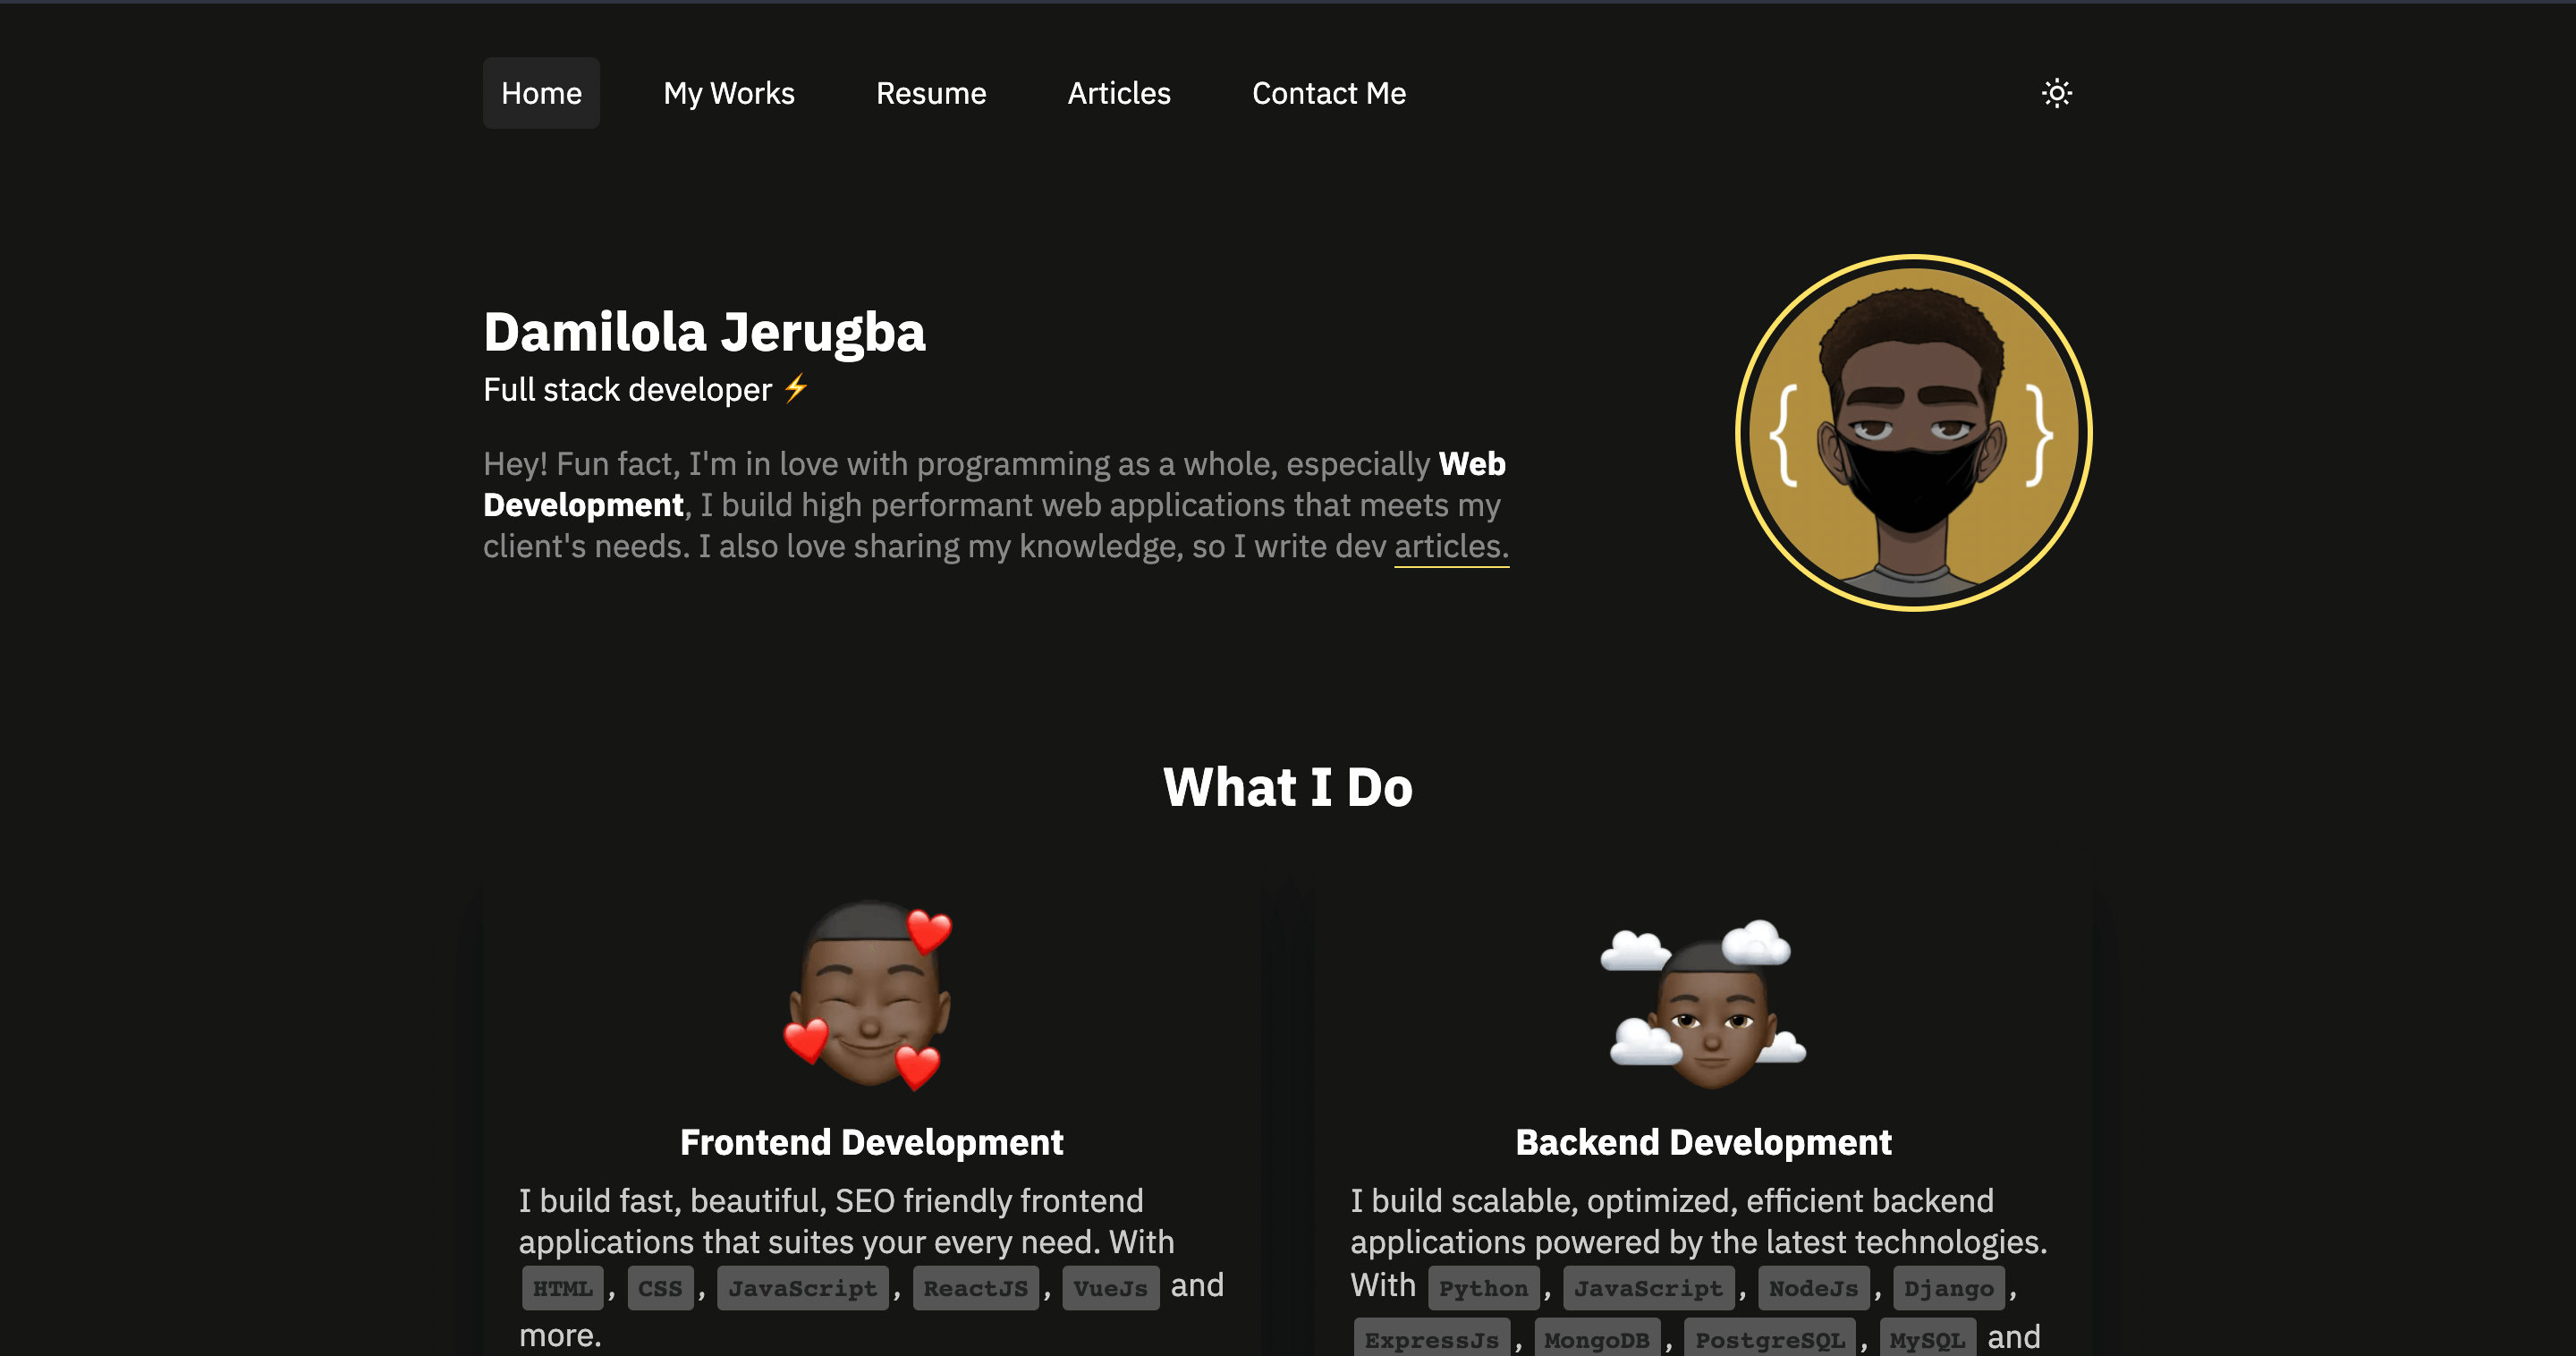 Home My Works Resume Articles Contact Me
Damilola Jerugba
Full stack developer ⚡
Hey! Fun fact, I'm in love with programming as a whole, especially Web
Development, I build high performant web applications that meets my
client's needs. I also love sharing my knowledge, so I write dev articles.
{ }
What I Do
Frontend Development
I build fast, beautiful, SEO friendly frontend
applications that suites your every need. With
HTML, CSS, JavaScript, ReactJS, VueJs and
more.
Backend Development
I build scalable, optimized, efficient backend
applications powered by the latest technologies.
With Python, JavaScript, NodeJs, Django,
ExpressJs, MongoDB, PostgreSQL, MySQL and